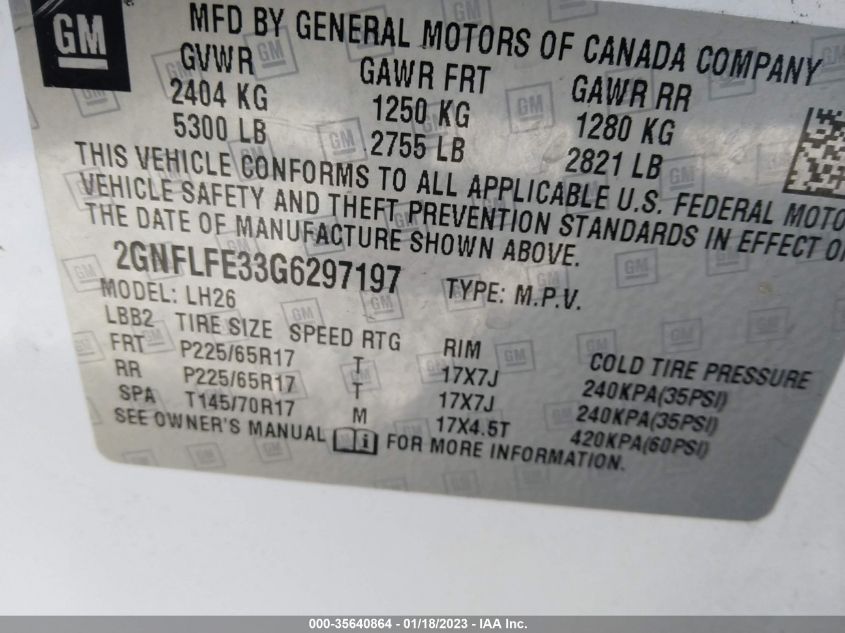 GM
MFD BY GENERAL MOTORS OF CANADA COMPANY
GVWR GAWR FRT GAWR RR
2404 KG 1250 KG 1280 KG
5300 LB 2755 LB 2821 LB
THIS VEHICLE CONFORMS TO ALL APPLICABLE U.S. FEDERAL MOTO
VEHICLE SAFETY AND THEFT PREVENTION STANDARDS IN EFFECT O
THE DATE OF MANUFACTURE SHOWN ABOVE.
2GNFLFE33G6297197 TYPE: M.P.V.
MODEL: LH26
LBB2 TIRE SIZE SPEED RTG RIM COLD TIRE PRESSURE
FRT P225/65R17 T 17X7J 240KPA(35PSI)
RR P225/65R17 T 17X7J 240KPA(35PSI)
SPA T145/70R17 M 17X4.5T 420KPA(60PSI)
SEE OWNER'S MANUAL i FOR MORE INFORMATION.
000-35640864 / 01/18/2023 - IAA Inc.